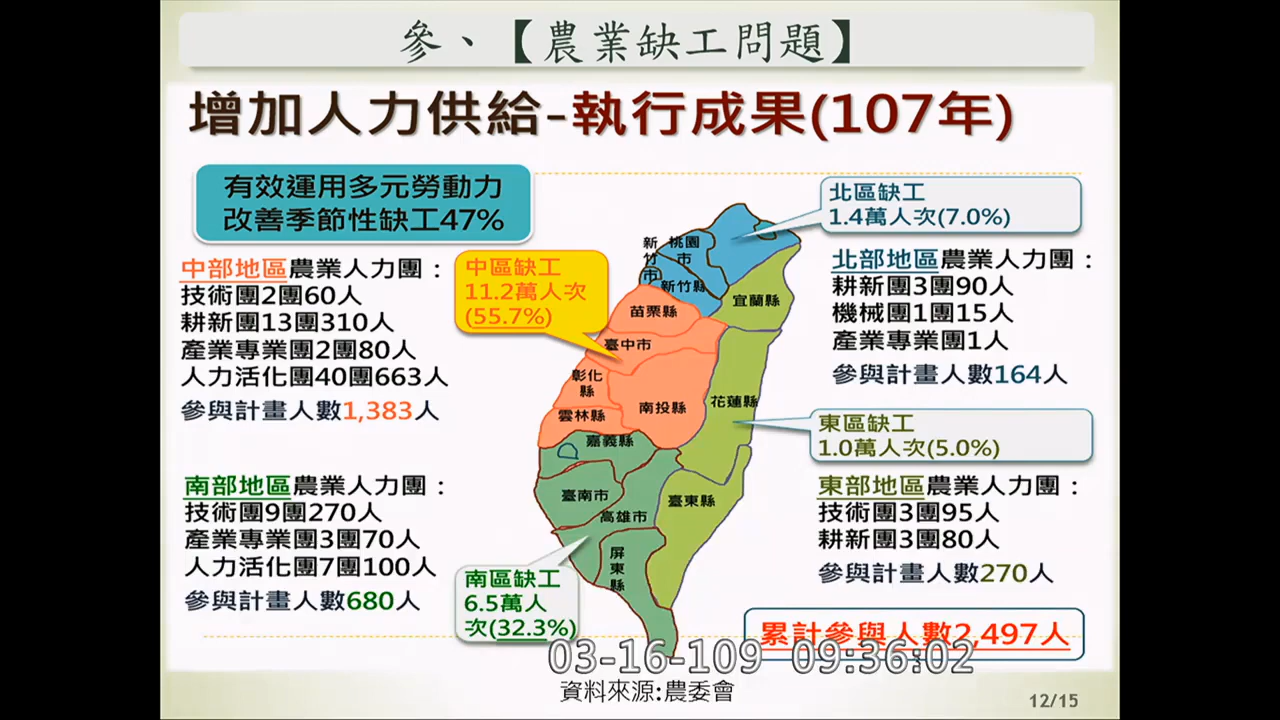 參、【農業缺工問題】
增加人力供給-執行成果(107年)
有效運用多元勞動力
改善季節性缺工47%
中部地區農業人力團：
技術團2團60人
耕新團13團310人
產業專業團2團80人
人力活化團40團663人
參與計畫人數1,383人
南部地區農業人力團：
技術團9團270人
產業專業團3團70人
人力活化團7團100人
參與計畫人數680人
中區缺工
11.2萬人次
(55.7%)
新竹市
桃園市
新竹縣
宜蘭縣
苗栗縣
臺中市
彰化縣
南投縣
花蓮縣
雲林縣
嘉義縣
臺南市
臺東縣
高雄市
屏東縣
南區缺工
6.5萬人
次(32.3%)
北區缺工
1.4萬人次(7.0%)
北部地區農業人力團：
耕新團3團90人
機械團1團15人
產業專業團1人
參與計畫人數164人
東區缺工
1.0萬人次(5.0%)
東部地區農業人力團：
技術團3團95人
耕新團3團80人
參與計畫人數270人
累計參與人數2,497人
03-16-109 09:36:02
資料來源:農委會
12/15